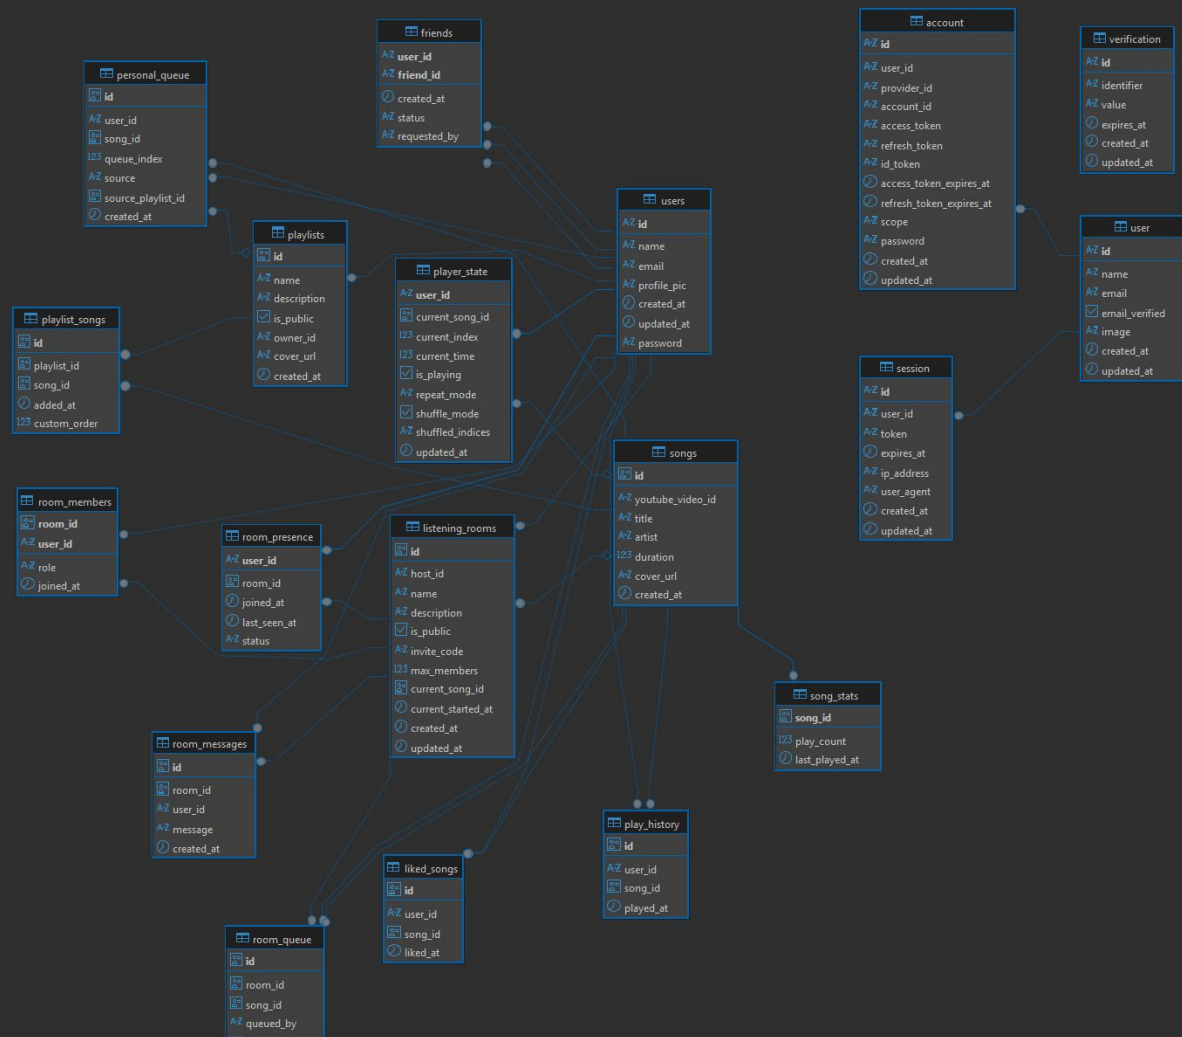 friends
A-Z user_id
A-Z friend_id
created_at
A-Z status
A-Z requested_by
personal_queue
id
A-Z user_id
song_id
123 queue_index
A-Z source
source_playlist_id
created_at
playlists
id
A-Z name
A-Z description
is_public
A-Z owner_id
A-Z cover_url
created_at
player_state
A-Z user_id
current_song_id
123 current_index
123 current_time
is_playing
A-Z repeat_mode
shuffle_mode
A-Z shuffled_indices
updated_at
users
A-Z id
A-Z name
A-Z email
A-Z profile_pic
created_at
updated_at
A-Z password
account
A-Z id
A-Z user_id
A-Z provider_id
A-Z account_id
A-Z access_token
A-Z refresh_token
A-Z id_token
access_token_expires_at
refresh_token_expires_at
A-Z scope
A-Z password
created_at
updated_at
verification
A-Z id
A-Z identifier
A-Z value
expires_at
created_at
updated_at
user
A-Z id
A-Z name
A-Z email
email_verified
A-Z image
created_at
updated_at
session
A-Z id
A-Z user_id
A-Z token
expires_at
A-Z ip_address
A-Z user_agent
created_at
updated_at
playlist_songs
id
playlist_id
song_id
added_at
123 custom_order
songs
id
A-Z youtube_video_id
A-Z title
A-Z artist
123 duration
A-Z cover_url
created_at
room_members
room_id
A-Z user_id
A-Z role
joined_at
room_presence
A-Z user_id
room_id
joined_at
last_seen_at
A-Z status
listening_rooms
id
A-Z host_id
A-Z name
A-Z description
is_public
A-Z invite_code
123 max_members
current_song_id
current_started_at
created_at
updated_at
song_stats
song_id
123 play_count
last_played_at
room_messages
id
room_id
A-Z user_id
A-Z message
created_at
play_history
id
A-Z user_id
song_id
played_at
liked_songs
id
A-Z user_id
song_id
liked_at
room_queue
id
room_id
song_id
A-Z queued_by